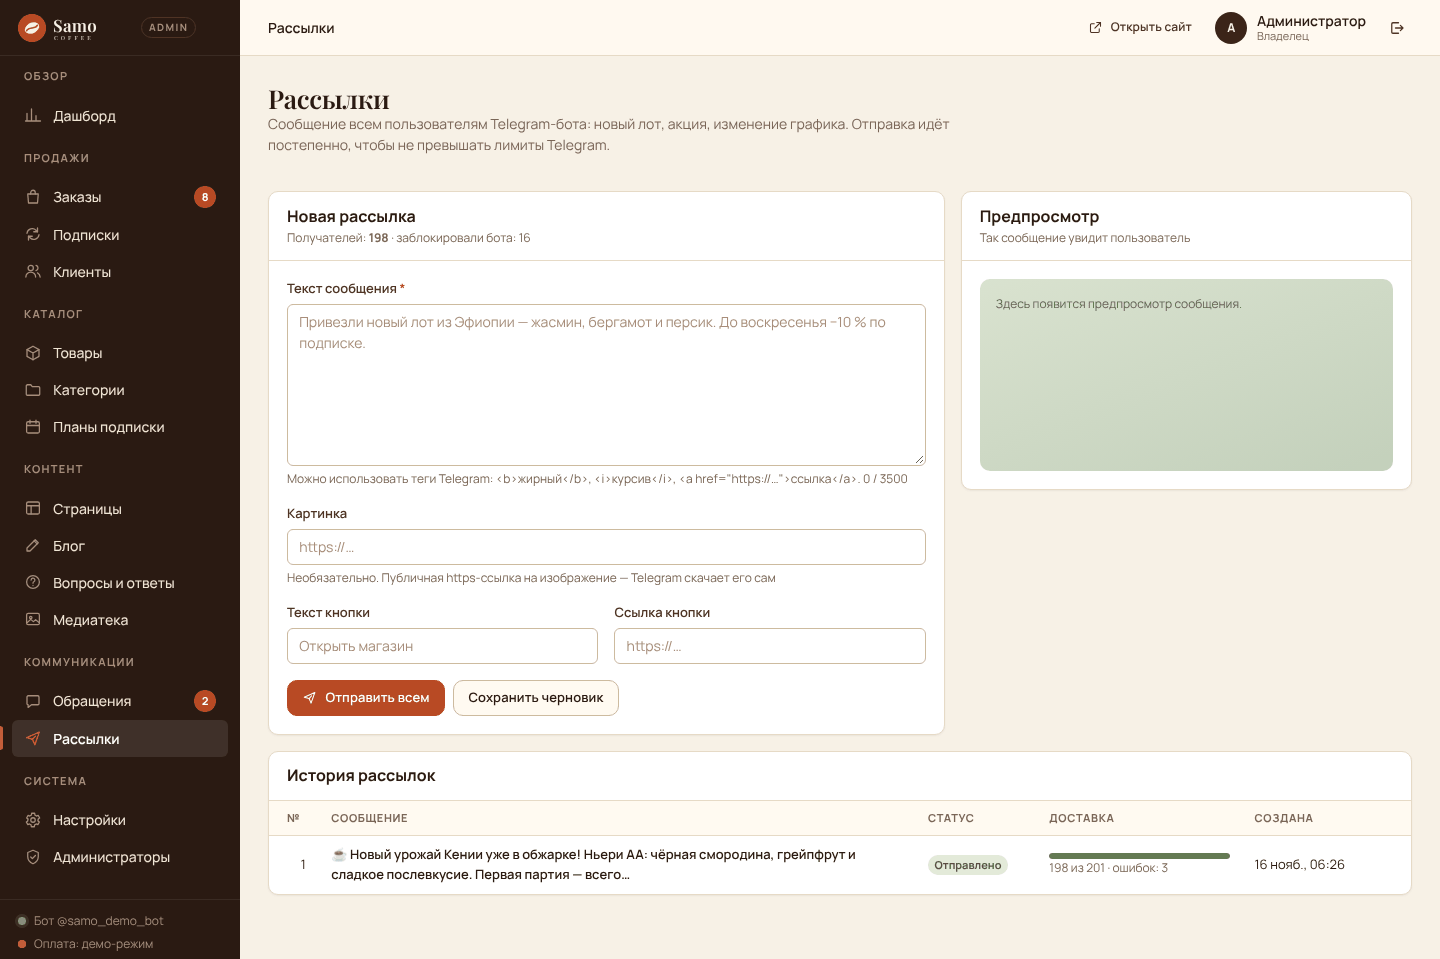 Samo
COFFEE
ADMIN
Рассылки
Открыть сайт
А
Администратор
Владелец
ОБЗОР
Дашборд
ПРОДАЖИ
Заказы
8
Подписки
Клиенты
КАТАЛОГ
Товары
Категории
Планы подписки
КОНТЕНТ
Страницы
Блог
Вопросы и ответы
Медиатека
КОММУНИКАЦИИ
Обращения
2
Рассылки
СИСТЕМА
Настройки
Администраторы
Бот @samo_demo_bot
Оплата: демо-режим
Рассылки
Сообщение всем пользователям Telegram-бота: новый лот, акция, изменение графика. Отправка идёт
постепенно, чтобы не превышать лимиты Telegram.
Новая рассылка
Получателей: 198 · заблокировали бота: 16
Текст сообщения *
Привезли новый лот из Эфиопии — жасмин, бергамот и персик. До воскресенья −10 % по
подписке.
Можно использовать теги Telegram: <b>жирный</b>, <i>курсив</i>, <a href="https://…">ссылка</a>. 0 / 3500
Картинка
https://…
Необязательно. Публичная https-ссылка на изображение — Telegram скачает его сам
Текст кнопки
Ссылка кнопки
Открыть магазин
https://…
Отправить всем
Сохранить черновик
Предпросмотр
Так сообщение увидит пользователь
Здесь появится предпросмотр сообщения.
История рассылок
№
СООБЩЕНИЕ
СТАТУС
ДОСТАВКА
СОЗДАНА
1
☕ Новый урожай Кении уже в обжарке! Ньери AA: чёрная смородина, грейпфрут и
сладкое послевкусие. Первая партия — всего…
Отправлено
198 из 201 · ошибок: 3
16 нояб., 06:26